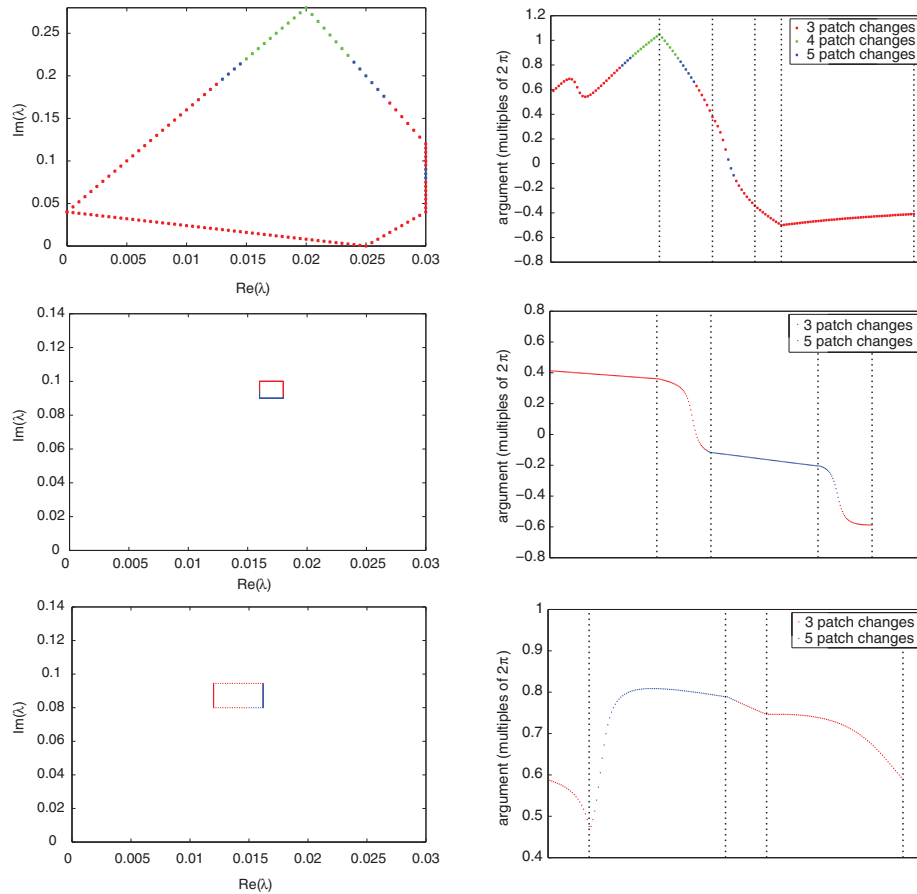 0.25
0.2
0.15
0.1
0.05
0
Im(λ)
0 0.005 0.01 0.015 0.02 0.025 0.03
Re(λ)
1.2
1
0.8
0.6
0.4
0.2
0
−0.2
−0.4
−0.6
−0.8
argument (multiples of 2π)
3 patch changes
4 patch changes
5 patch changes
0.14
0.12
0.1
0.08
0.06
0.04
0.02
0
Im(λ)
0 0.005 0.01 0.015 0.02 0.025 0.03
Re(λ)
0.8
0.6
0.4
0.2
0
−0.2
−0.4
−0.6
−0.8
argument (multiples of 2π)
3 patch changes
5 patch changes
0.14
0.12
0.1
0.08
0.06
0.04
0.02
0
Im(λ)
0 0.005 0.01 0.015 0.02 0.025 0.03
Re(λ)
1
0.9
0.8
0.7
0.6
0.5
0.4
argument (multiples of 2π)
3 patch changes
5 patch changes